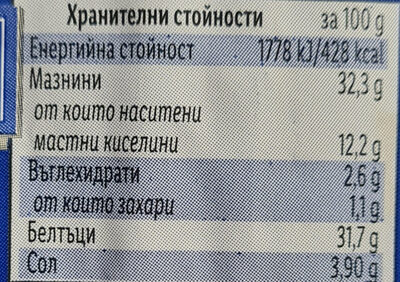 Хранителни стойности за 100 g
Енергийна стойност 1778 kJ/428 kcal
Мазнини 32,3 g
от които наситени
мастни киселини 12,2 g
Въглехидрати 2,6 g
от които захари 1,1 g
Белтъци 31,7 g
Сол 3,90 g